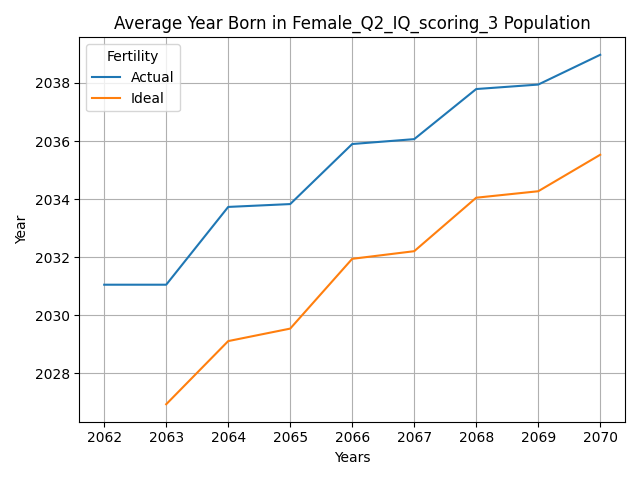 Average Year Born in Female_Q2_IQ_scoring_3 Population
Fertility
Actual
Ideal
2038
2036
2034
2032
2030
2028
Year
2062 2063 2064 2065 2066 2067 2068 2069 2070
Years